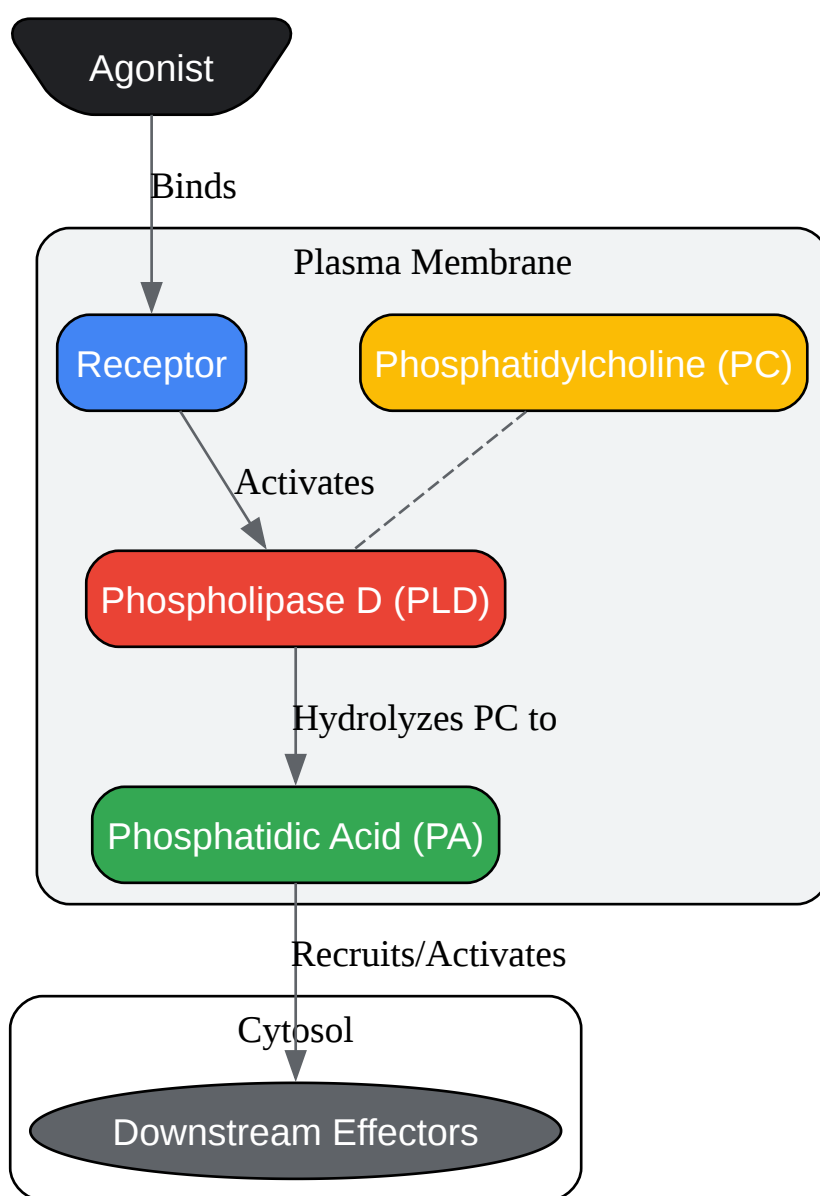 Agonist
Binds
Plasma Membrane
Receptor
Phosphatidylcholine (PC)
Activates
Phospholipase D (PLD)
Hydrolyzes PC to
Phosphatidic Acid (PA)
Recruits/Activates
Cytosol
Downstream Effectors